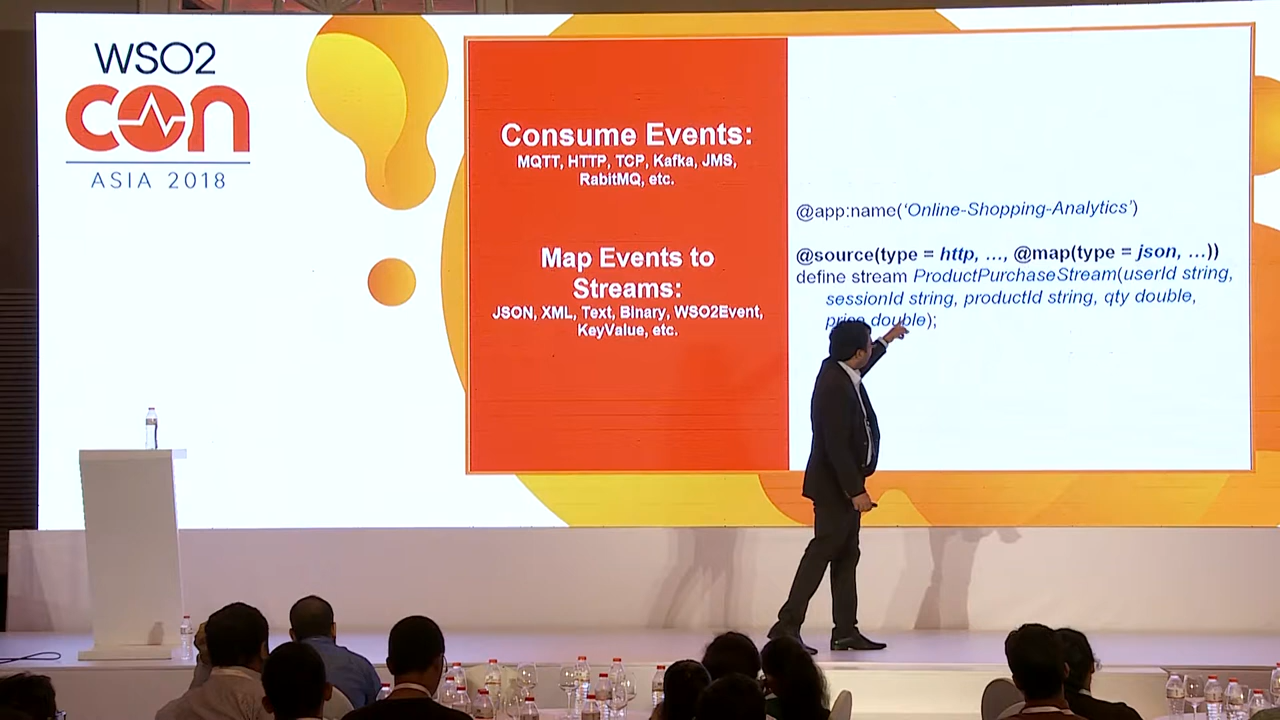 WSO2
CON
ASIA 2018
Consume Events:
MQTT, HTTP, TCP, Kafka, JMS,
RabitMQ, etc.
Map Events to
Streams:
JSON, XML, Text, Binary, WSO2Event,
KeyValue, etc.
@app:name(‘Online-Shopping-Analytics’)
@source(type = http, …, @map(type = json, …))
define stream ProductPurchaseStream(userId string,
sessionId string, productId string, qty double,
price double);